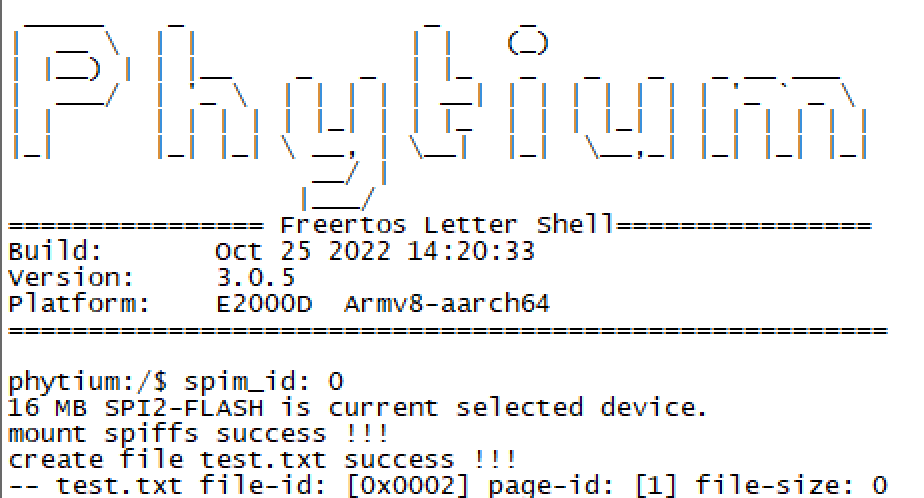 Phytium
================ Freertos Letter Shell================
Build:       Oct 25 2022 14:20:33
Version:     3.0.5
Platform:    E2000D  Armv8-aarch64
=======================================================
phytium:/$ spim_id: 0
16 MB SPI2-FLASH is current selected device.
mount spiffs success !!!
create file test.txt success !!!
-- test.txt file-id: [0x0002] page-id: [1] file-size: 0